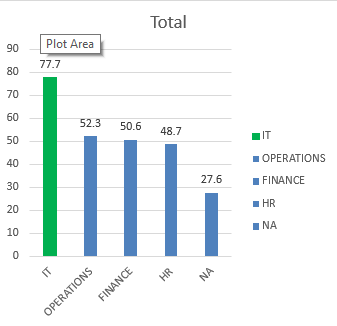 Total
Plot Area
90
80
70
60
50
40
30
20
10
0
77.7
52.3
50.6
48.7
27.6
IT
OPERATIONS
FINANCE
HR
NA
IT
OPERATIONS
FINANCE
HR
NA